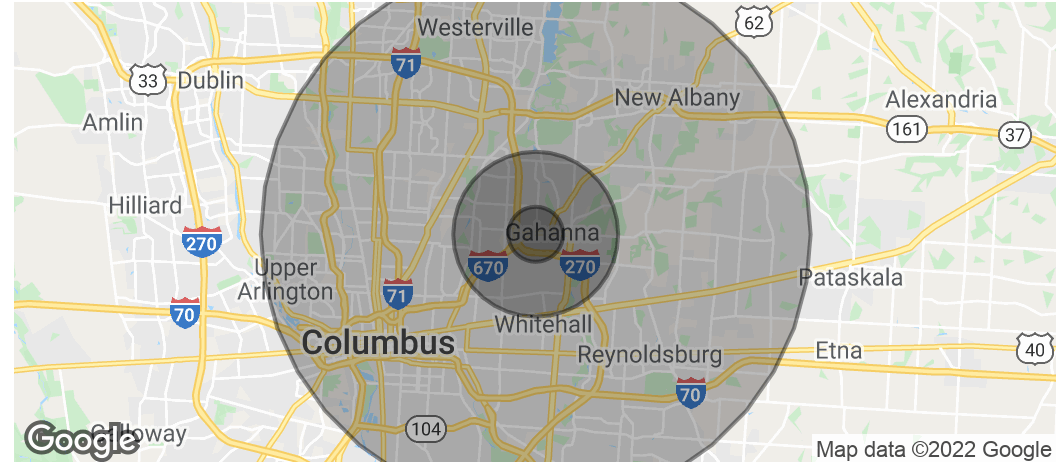 Westerville
62
71
33
Dublin
New Albany
Alexandria
Amlin
161
37
Hilliard
Gahanna
270
670
270
Upper
Arlington
71
Pataskala
70
Whitehall
Columbus
Reynoldsburg
Etna
40
70
104
Galloway
Google
Map data ©2022 Google